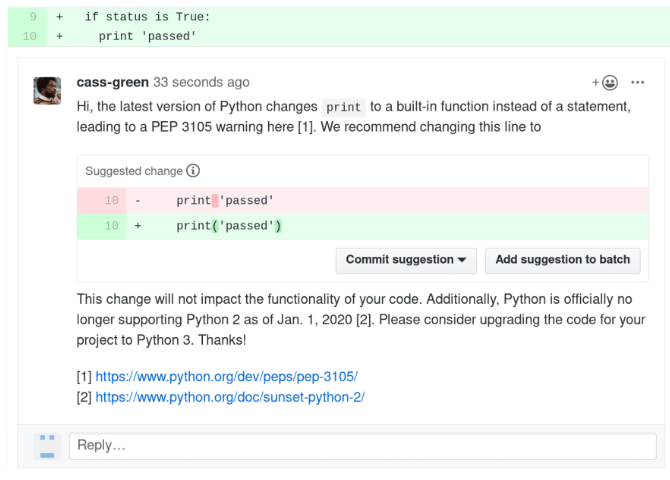 9 + if status is True:
10 + print 'passed'
cass-green 33 seconds ago
Hi, the latest version of Python changes print to a built-in function instead of a statement,
leading to a PEP 3105 warning here [1]. We recommend changing this line to
Suggested change
10 - print 'passed'
10 + print('passed')
Commit suggestion
Add suggestion to batch
This change will not impact the functionality of your code. Additionally, Python is officially no
longer supporting Python 2 as of Jan. 1, 2020 [2]. Please consider upgrading the code for your
project to Python 3. Thanks!
[1] https://www.python.org/dev/peps/pep-3105/
[2] https://www.python.org/doc/sunset-python-2/
Reply…